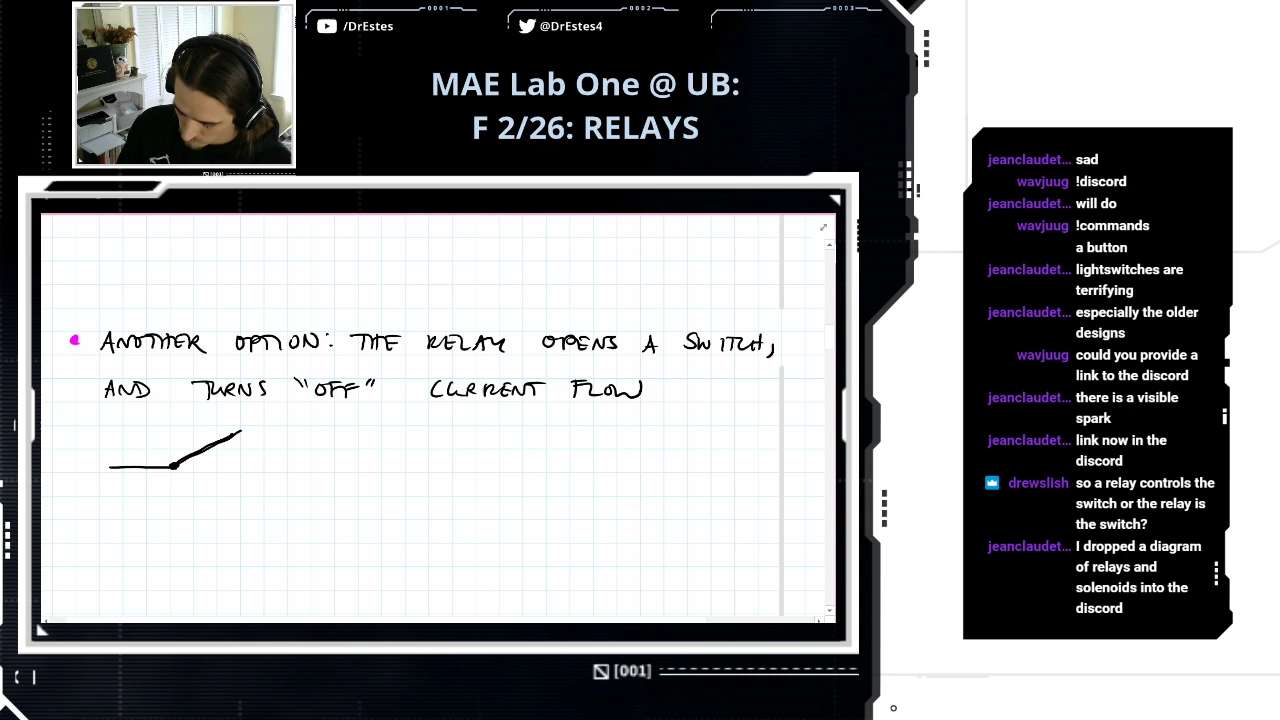 0001
0002
0003
/DrEstes
@DrEstes4
MAE Lab One @ UB:
F 2/26: RELAYS
[001]
• ANOTHER OPTION: THE RELAY OPENS A SWITCH,
AND TURNS "OFF" CURRENT FLOW
[001]
jeanclaudet… sad
wavjuug !discord
jeanclaudet… will do
wavjuug !commands
a button
jeanclaudet… lightswitches are
terrifying
jeanclaudet… especially the older
designs
wavjuug could you provide a
link to the discord
jeanclaudet… there is a visible
spark
jeanclaudet… link now in the
discord
drewslish so a relay controls the
switch or the relay is
the switch?
jeanclaudet… I dropped a diagram
of relays and
solenoids into the
discord